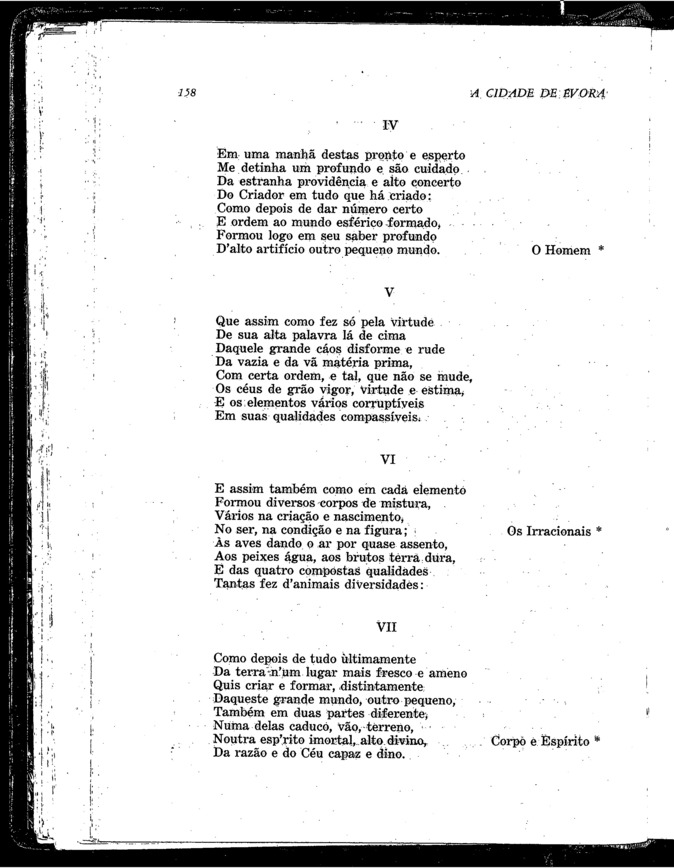 158
A CIDADE DE ÉVORA
IV
Em uma manhã destas pronto e esperto
Me detinha um profundo e são cuidado
Da estranha providência e alto concerto
Do Criador em tudo que há criado:
Como depois de dar número certo
E ordem ao mundo esférico formado,
Formou logo em seu saber profundo
D'alto artifício outro pequeno mundo.
O Homem *
V
Que assim como fez só pela virtude
De sua alta palavra lá de cima
Daquele grande cáos disforme e rude
Da vazia e da vã matéria prima,
Com certa ordem, e tal, que não se mude,
Os céus de grão vigor, virtude e estima,
E os elementos vários corruptíveis
Em suas qualidades compassíveis.
VI
E assim também como em cada elemento
Formou diversos corpos de mistura,
Vários na criação e nascimento,
No ser, na condição e na figura;
Os Irracionais *
Às aves dando o ar por quase assento,
Aos peixes água, aos brutos terra dura,
E das quatro compostas qualidades
Tantas fez d'animais diversidades:
VII
Como depois de tudo ùltimamente
Da terra n'um lugar mais fresco e ameno
Quis criar e formar, distintamente
Daqueste grande mundo, outro pequeno,
Também em duas partes diferente,
Numa delas caduco, vão, terreno,
Noutra esp'rito imortal, alto divino,
Corpo e Espírito *
Da razão e do Céu capaz e dino.